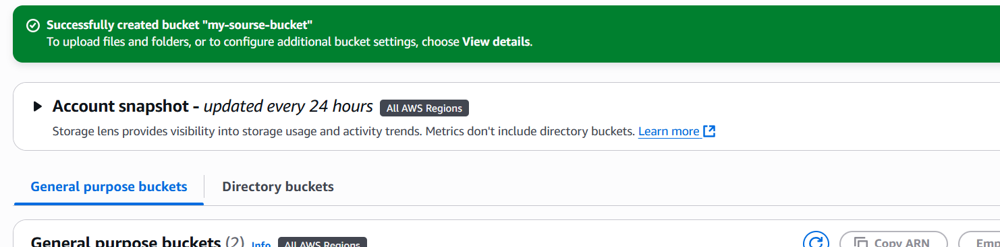 Successfully created bucket "my-sourse-bucket"
To upload files and folders, or to configure additional bucket settings, choose View details.
Account snapshot - updated every 24 hours All AWS Regions
Storage lens provides visibility into storage usage and activity trends. Metrics don't include directory buckets. Learn more
General purpose buckets Directory buckets
General purpose buckets (2) Info All AWS Regions Copy ARN Emp